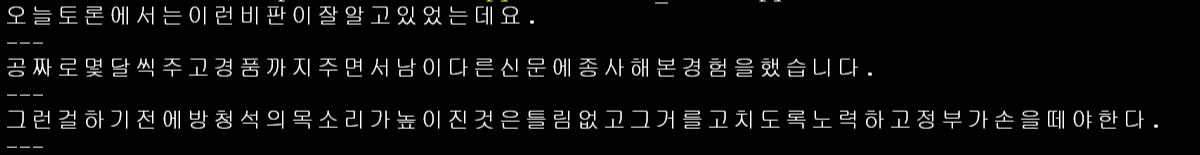 오늘토론에서는이런비판이잘알고있었는데요.
---
공짜로몇달씩주고경품까지주면서남이다른신문에종사해본경험을했습니다.
---
그런걸하기전에방청석의목소리가높이진것은틀림없고그거를고치도록노력하고정부가손을떼야한다.
---